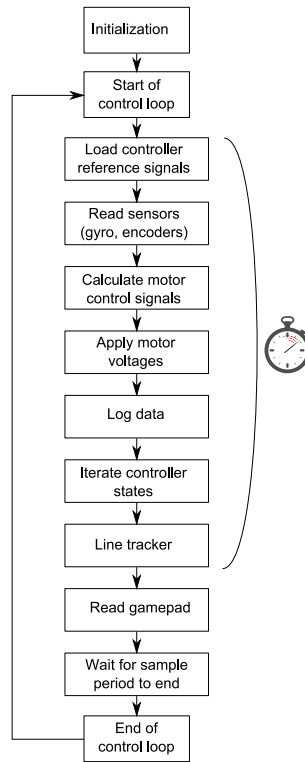 Initialization
Start of
control loop
Load controller
reference signals
Read sensors
(gyro, encoders)
Calculate motor
control signals
Apply motor
voltages
Log data
Iterate controller
states
Line tracker
Read gamepad
Wait for sample
period to end
End of
control loop